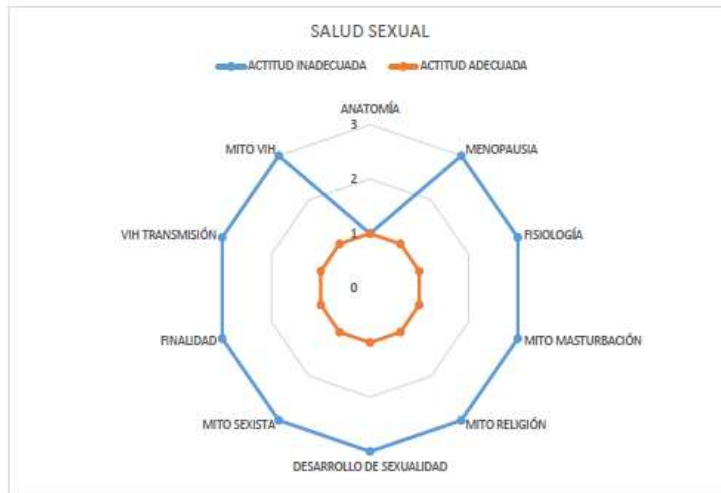 SALUD SEXUAL
ACTITUD INADECUADA ACTITUD ADECUADA
ANATOMÍA
3
MITO VIH
MENOPAUSIA
2
VIH TRANSMISIÓN
1
FISIOLOGÍA
0
FINALIDAD
MITO MASTURBACIÓN
MITO SEXISTA
MITO RELIGIÓN
DESARROLLO DE SEXUALIDAD